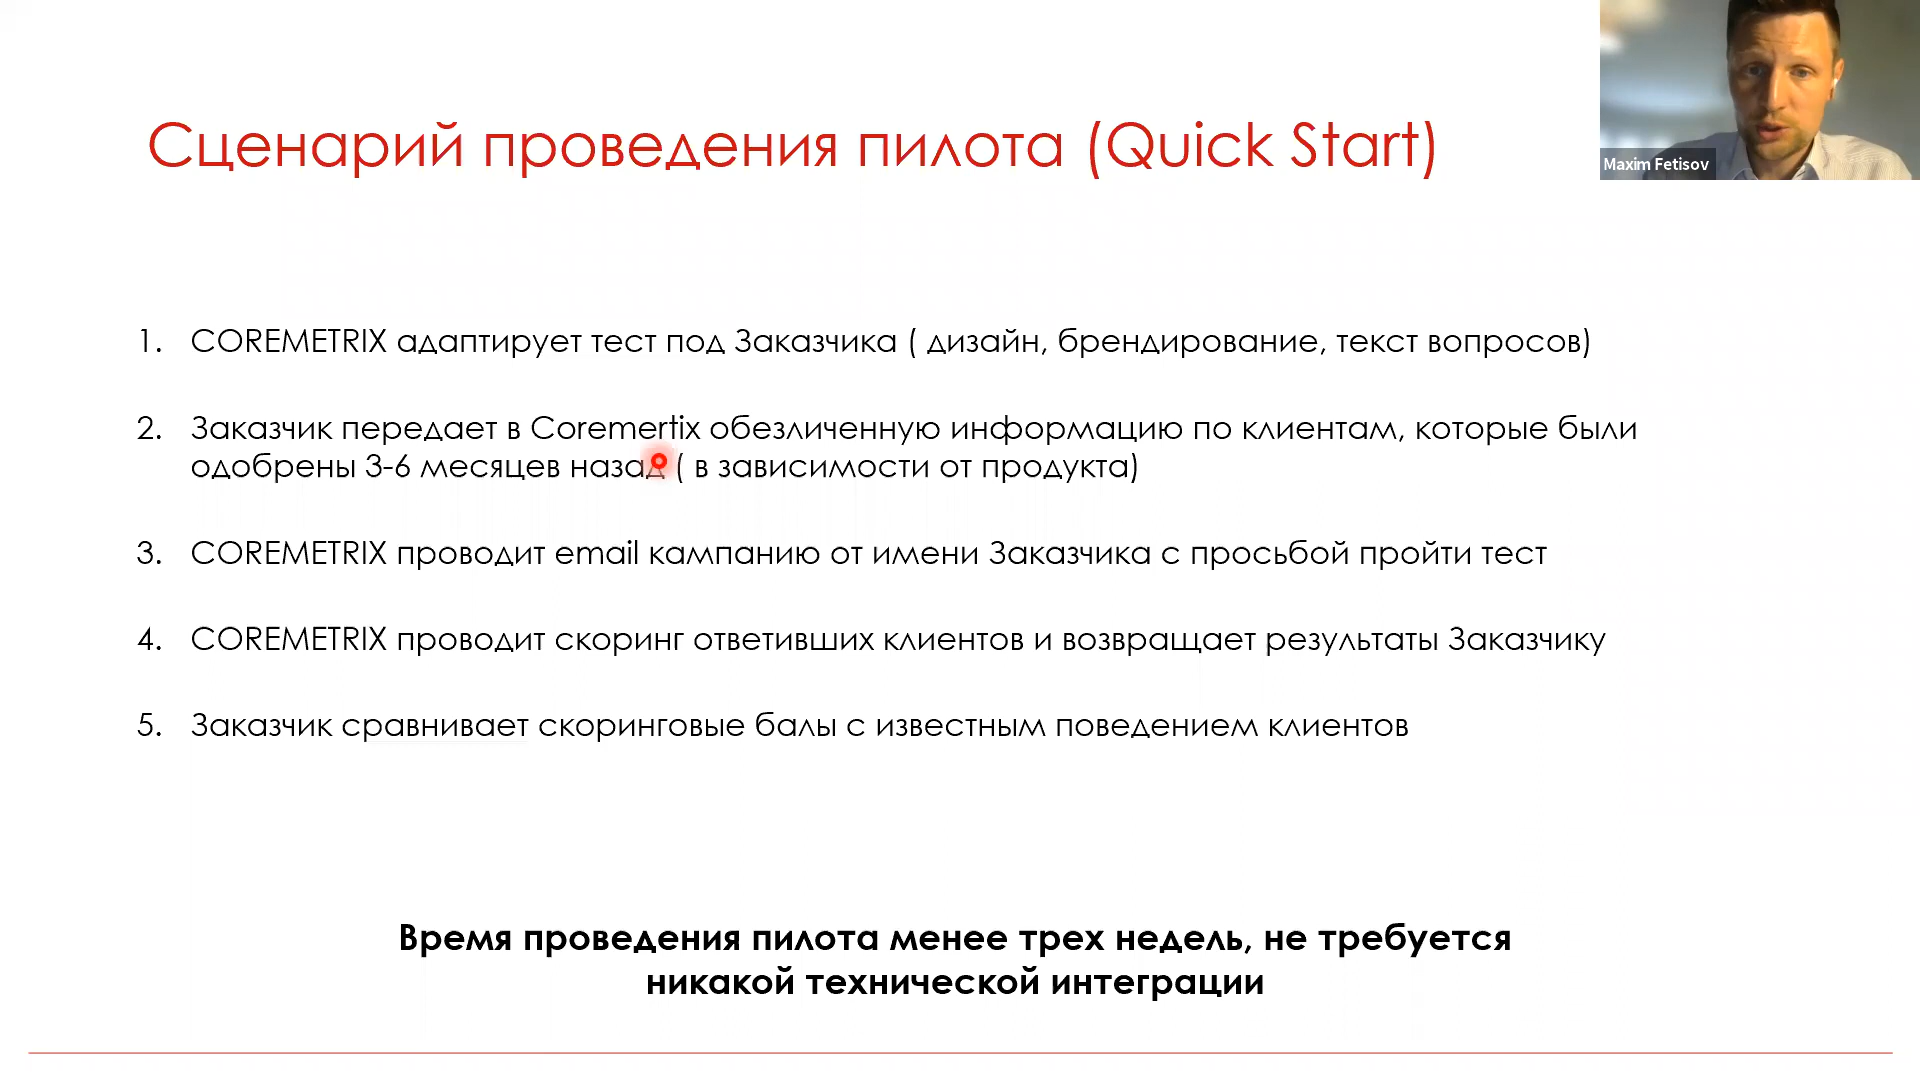 Сценарий проведения пилота (Quick Start)
Maxim Fetisov
1. COREMETRIX адаптирует тест под Заказчика ( дизайн, брендирование, текст вопросов)
2. Заказчик передает в Coremertix обезличенную информацию по клиентам, которые были
одобрены 3-6 месяцев назад ( в зависимости от продукта)
3. COREMETRIX проводит email кампанию от имени Заказчика с просьбой пройти тест
4. COREMETRIX проводит скоринг ответивших клиентов и возвращает результаты Заказчику
5. Заказчик сравнивает скоринговые балы с известным поведением клиентов
Время проведения пилота менее трех недель, не требуется
никакой технической интеграции